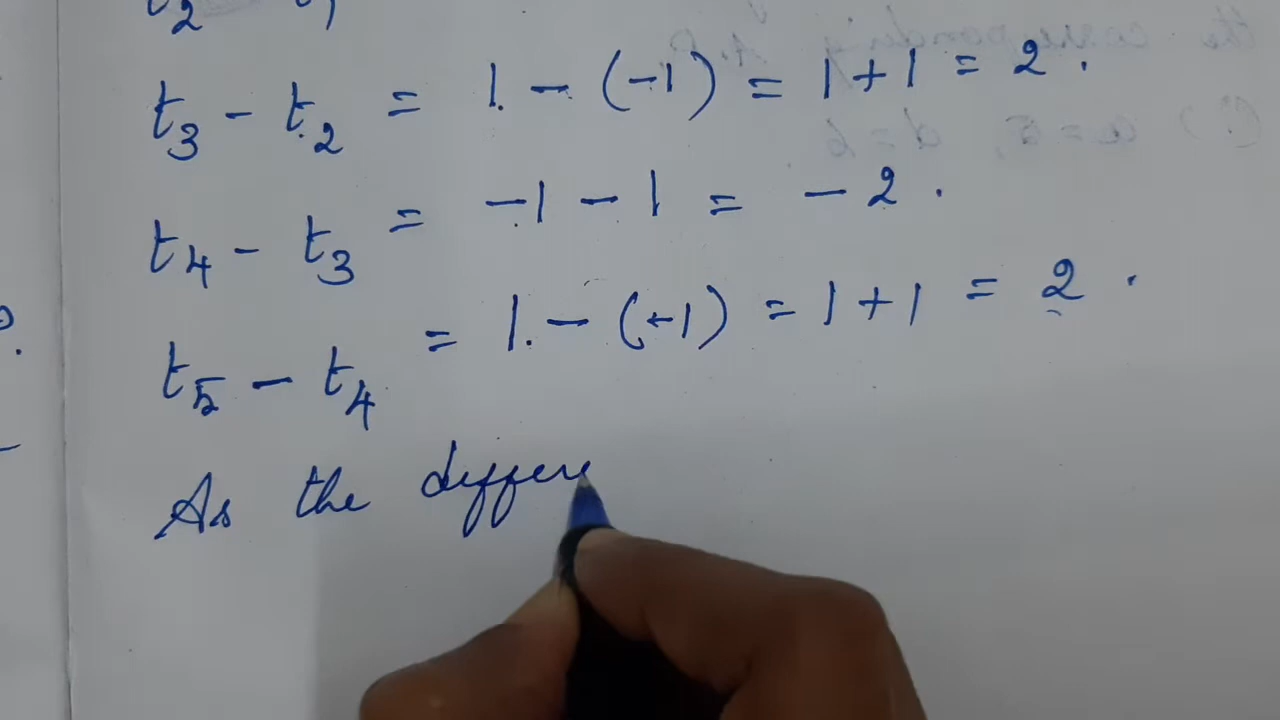 t₃ - t₂ = 1 - (-1) = 1 + 1 = 2.
t₄ - t₃ = -1 - 1 = -2.
t₅ - t₄ = 1 - (-1) = 1 + 1 = 2.
As the differe